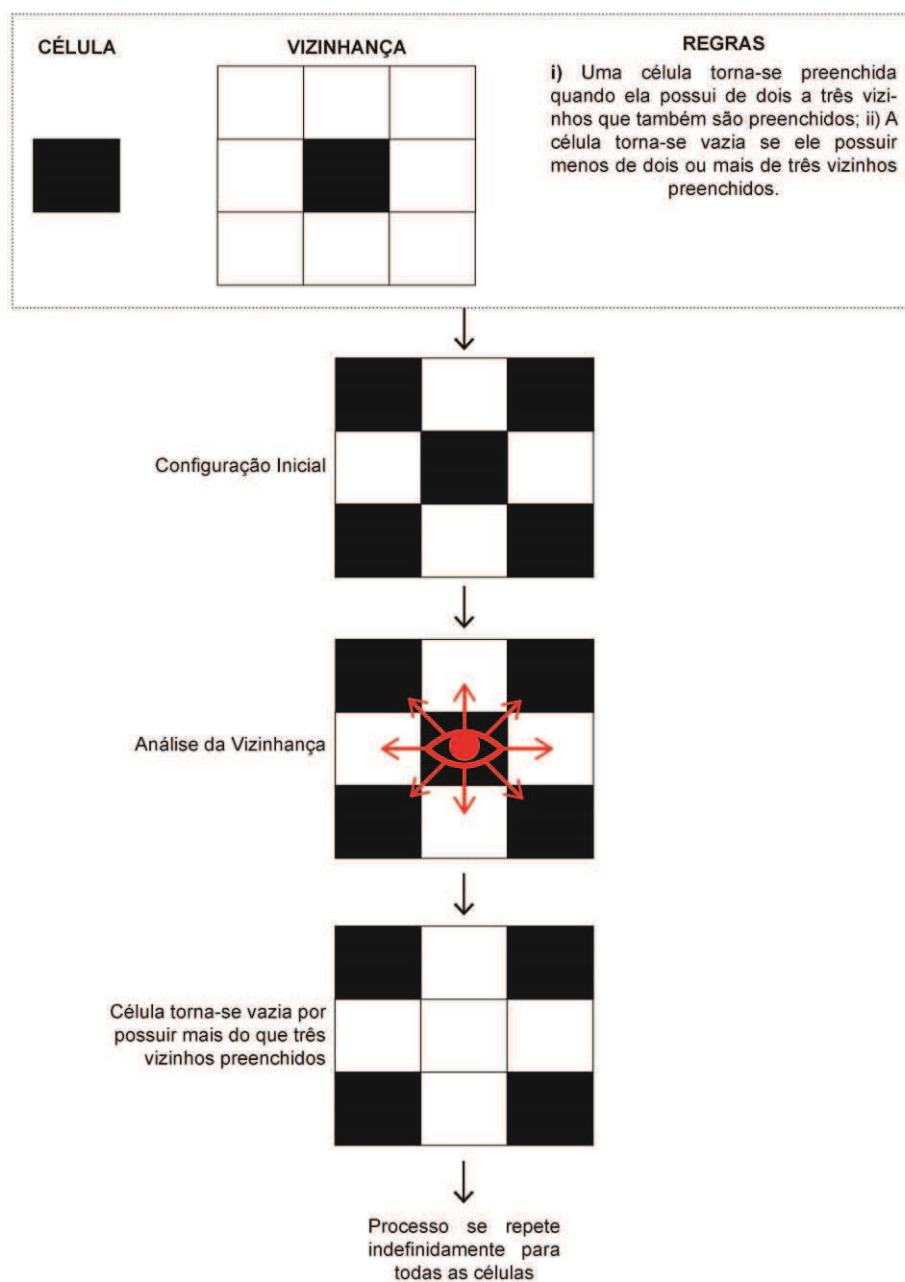 CÉLULA
VIZINHANÇA
REGRAS
i) Uma célula torna-se preenchida
quando ela possui de dois a três vizi-
nhos que também são preenchidos; ii) A
célula torna-se vazia se ele possuir
menos de dois ou mais de três vizinhos
preenchidos.
Configuração Inicial
Análise da Vizinhança
Célula torna-se vazia por
possuir mais do que três
vizinhos preenchidos
Processo se repete
indefinidamente para
todas as células